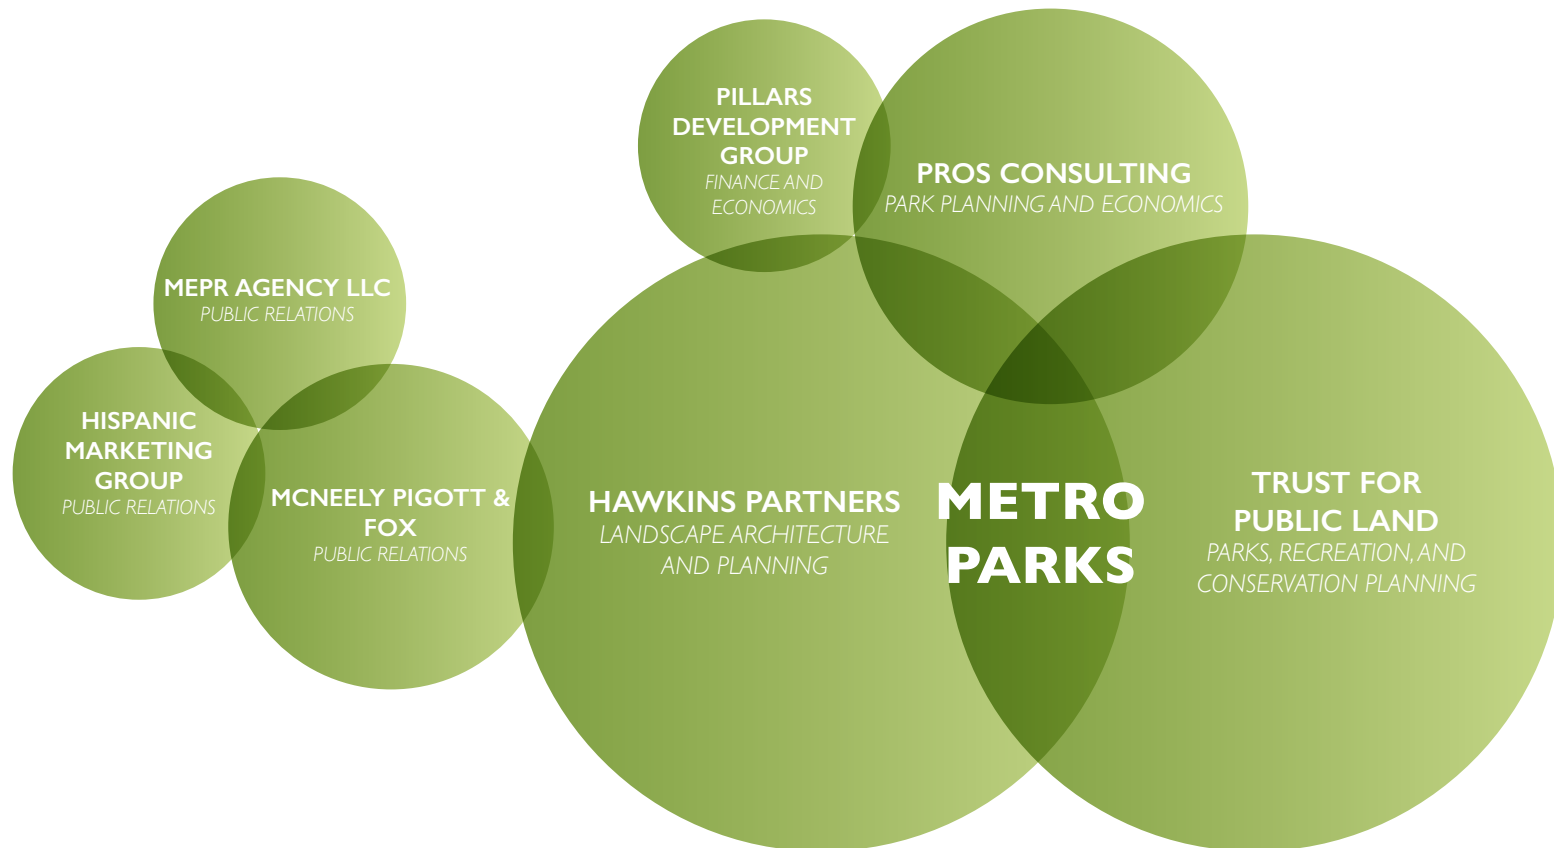 PILLARS
DEVELOPMENT
GROUP
FINANCE AND
ECONOMICS
PROS CONSULTING
PARK PLANNING AND ECONOMICS
MEPR AGENCY LLC
PUBLIC RELATIONS
HISPANIC
MARKETING
GROUP
PUBLIC RELATIONS
MCNEELY PIGOTT &
FOX
PUBLIC RELATIONS
HAWKINS PARTNERS
LANDSCAPE ARCHITECTURE
AND PLANNING
METRO
PARKS
TRUST FOR
PUBLIC LAND
PARKS, RECREATION, AND
CONSERVATION PLANNING